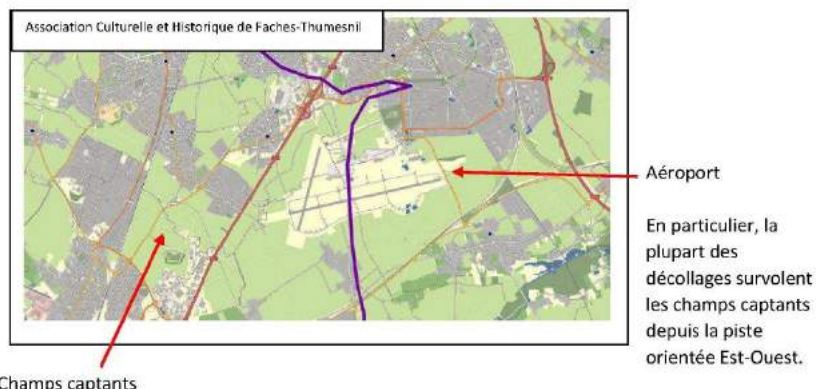 Association Culturelle et Historique de Faches-Thumesnil
Aéroport
En particulier, la
plupart des
décollages survolent
les champs captants
depuis la piste
orientée Est-Ouest.
Champs captants